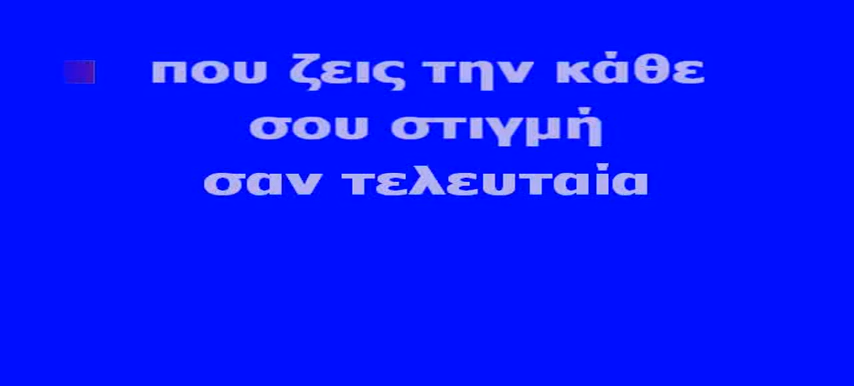 που ζεις την κάθε
σου στιγμή
σαν τελευταία